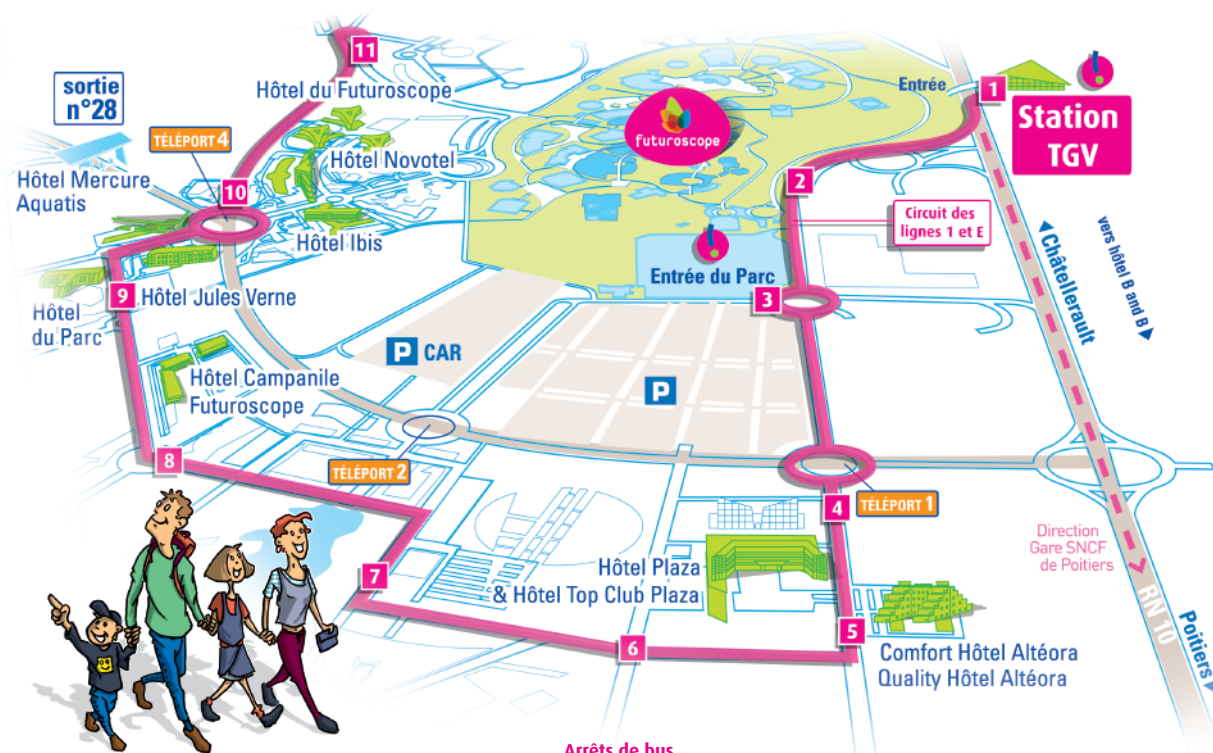 11
Hôtel du Futuroscope
sortie
n°28
TÉLÉPORT 4
Hôtel Novotel
Hôtel Mercure
Aquatis
10
Hôtel Ibis
9
Hôtel Jules Verne
Hôtel
du Parc
Hôtel Campanile
Futuroscope
futuroscope
Entrée
1
Station
TGV
2
Circuit des
lignes 1 et E
Entrée du Parc
3
Châtellerault
vers hôtel B and B
P CAR
P
8
TÉLÉPORT 2
TÉLÉPORT 1
4
Direction
Gare SNCF
de Poitiers
RN 10
Poitiers
7
Hôtel Plaza
& Hôtel Top Club Plaza
6
5
Comfort Hôtel Altéora
Quality Hôtel Altéora
Arrêts de bus